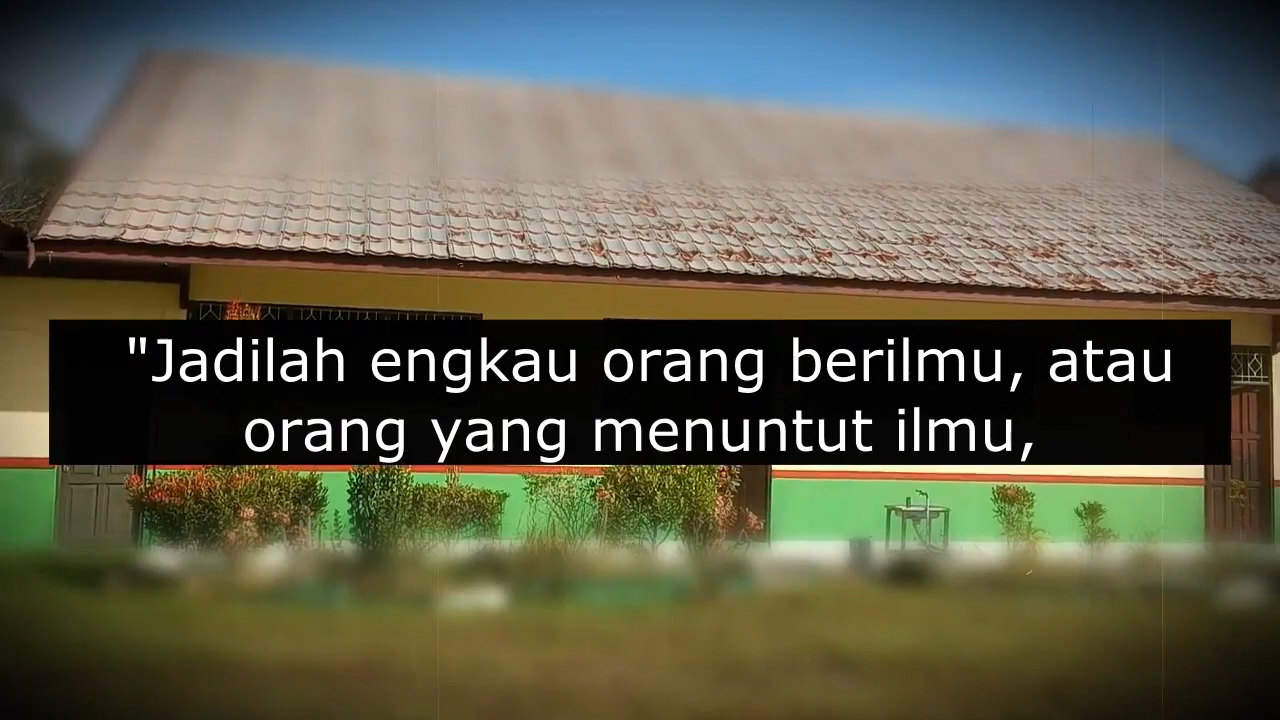 "Jadilah engkau orang berilmu, atau
orang yang menuntut ilmu,